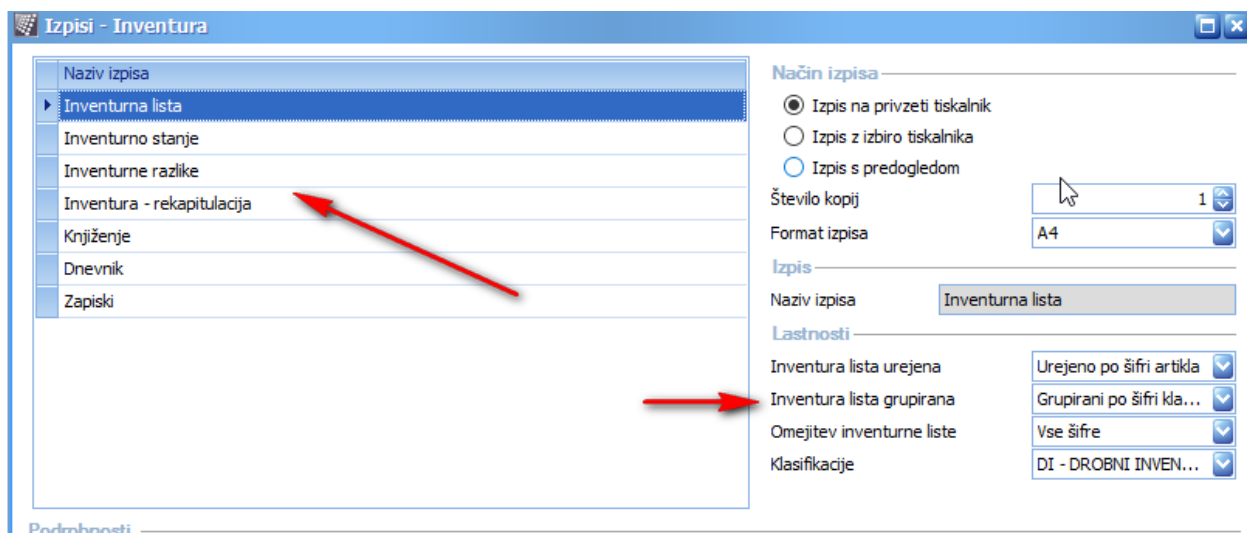 Izpisi - Inventura
Naziv izpisa
Inventurna lista
Inventurno stanje
Inventurne razlike
Inventura - rekapitulacija
Knjiženje
Dnevnik
Zapiski
Način izpisa
Izpis na privzeti tiskalnik
Izpis z izbiro tiskalnika
Izpis s predogledom
Število kopij 1
Format izpisa A4
Izpis
Naziv izpisa Inventurna lista
Lastnosti
Inventura lista urejena Urejeno po šifri artikla
Inventura lista grupirana Grupirani po šifri kla...
Omejitev inventurne liste Vse šifre
Klasifikacije DI - DROBNI INVEN...
Podrobnosti